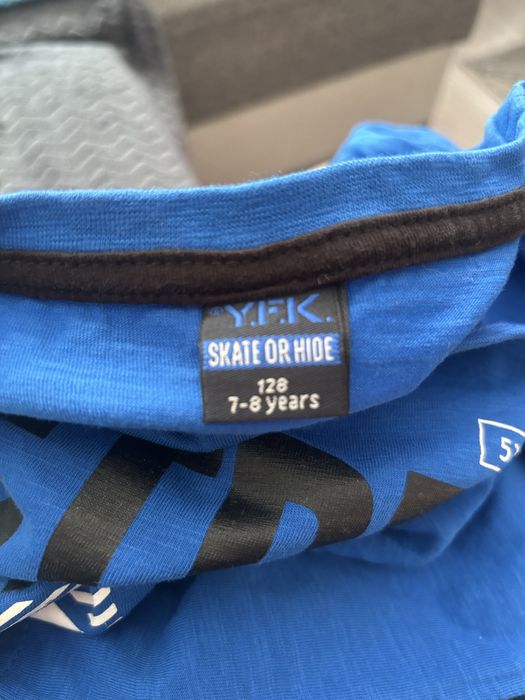 ®Y.F.K.
SKATE OR HIDE
128
7-8 years